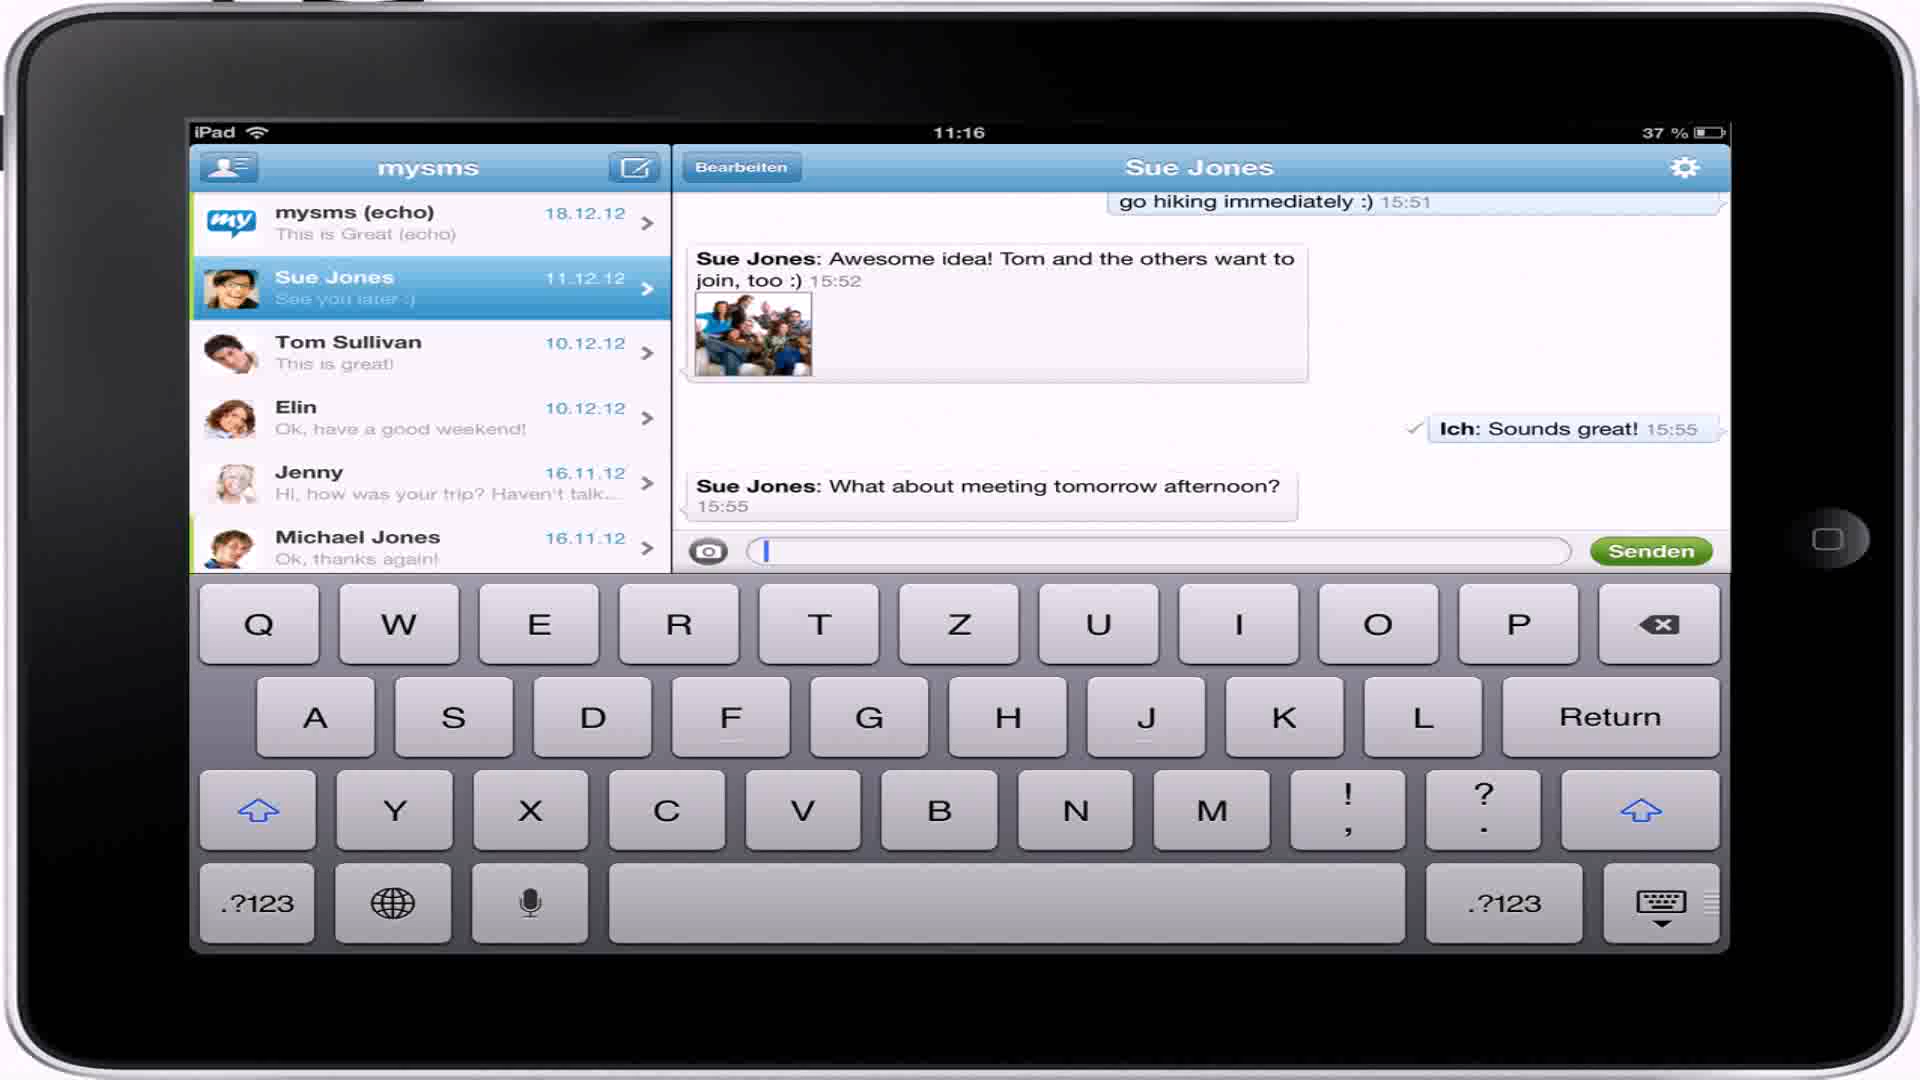 iPad
11:16
37 %
mysms
Bearbeiten
Sue Jones
my
mysms (echo)
18.12.12
This is Great (echo)
Sue Jones
11.12.12
See you later :)
Tom Sullivan
10.12.12
This is great!
Elin
10.12.12
Ok, have a good weekend!
Jenny
16.11.12
Hi, how was your trip? Haven't talk...
Michael Jones
16.11.12
Ok, thanks again!
go hiking immediately :) 15:51
Sue Jones: Awesome idea! Tom and the others want to
join, too :) 15:52
Ich: Sounds great! 15:55
Sue Jones: What about meeting tomorrow afternoon?
15:55
Senden
Q W E R T Z U I O P
A S D F G H J K L Return
Y X C V B N M ! , ? .
.?123 .?123